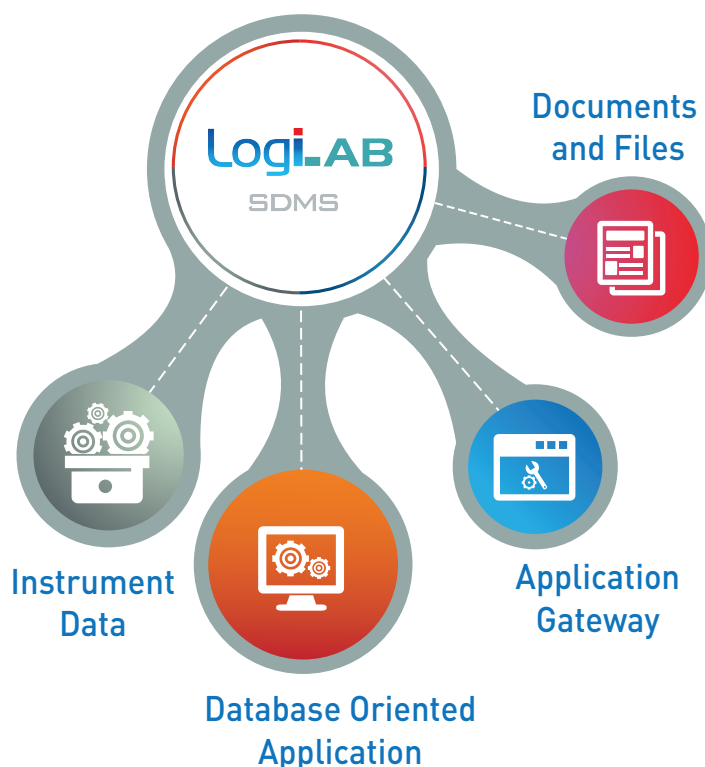 LogiLAB
SDMS
Documents
and Files
Instrument
Data
Application
Gateway
Database Oriented
Application